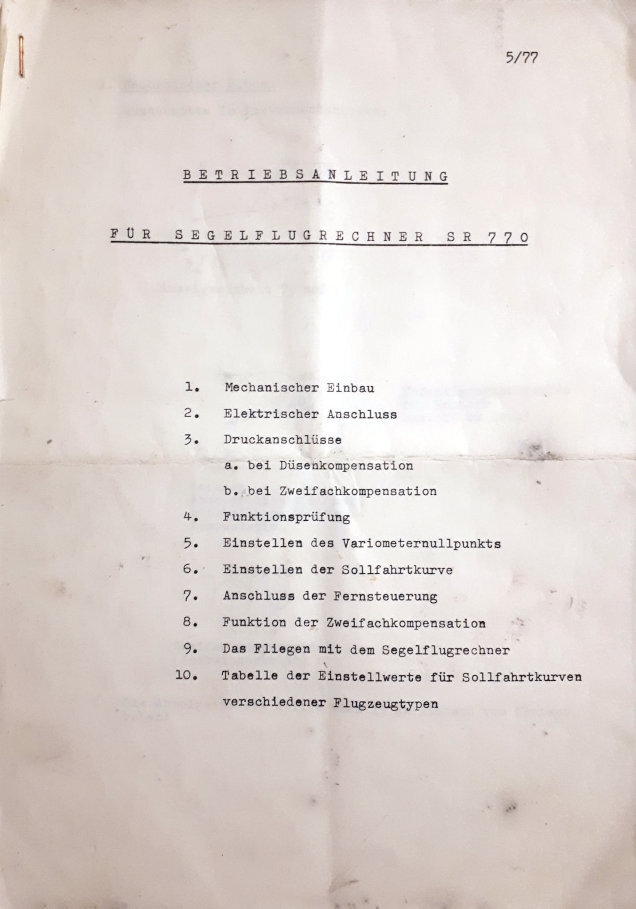 5/77
BETRIEBSANLEITUNG
FÜR SEGELFLUGRECHNER SR 770
1. Mechanischer Einbau
2. Elektrischer Anschluss
3. Druckanschlüsse
a. bei Düsenkompensation
b. bei Zweifachkompensation
4. Funktionsprüfung
5. Einstellen des Variometernullpunkts
6. Einstellen der Sollfahrtkurve
7. Anschluss der Fernsteuerung
8. Funktion der Zweifachkompensation
9. Das Fliegen mit dem Segelflugrechner
10. Tabelle der Einstellwerte für Sollfahrtkurven
verschiedener Flugzeugtypen